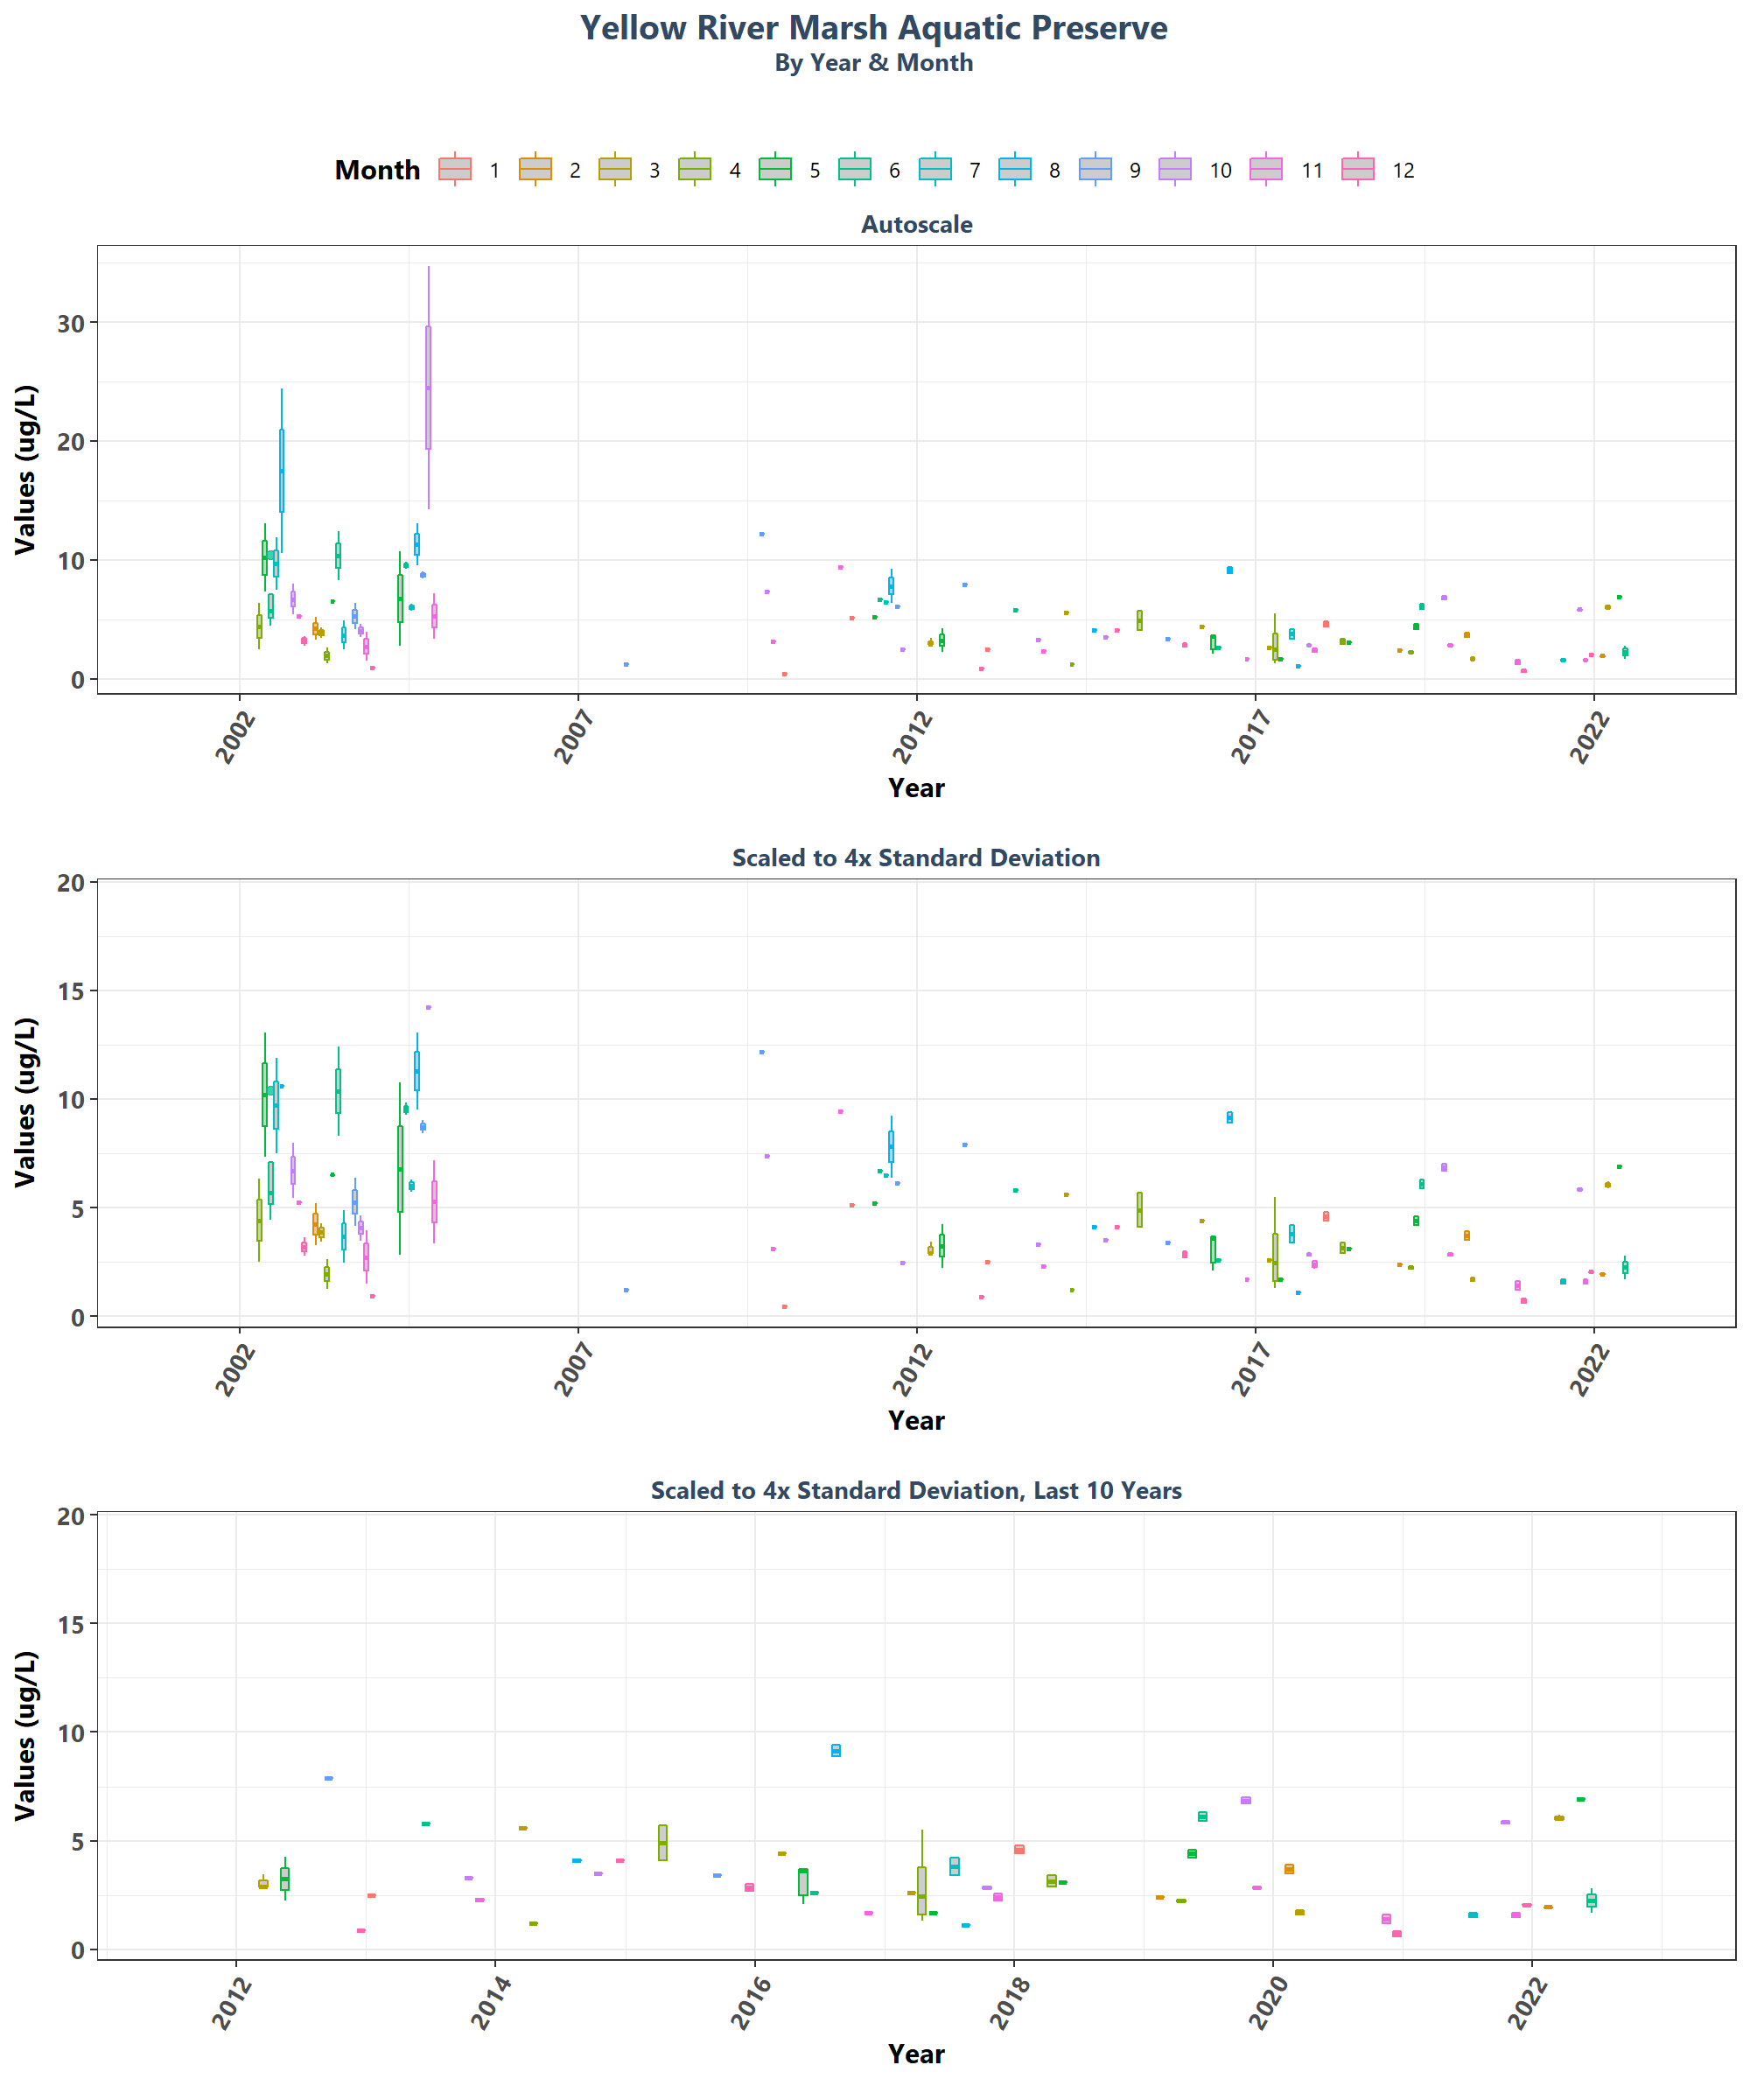 Yellow River Marsh Aquatic Preserve
By Year & Month
Month 1 2 3 4 5 6 7 8 9 10 11 12
Autoscale
Values (ug/L)
30
20
10
0
2002 2007 2012 2017 2022
Year
Scaled to 4x Standard Deviation
Values (ug/L)
20
15
10
5
0
2002 2007 2012 2017 2022
Year
Scaled to 4x Standard Deviation, Last 10 Years
Values (ug/L)
20
15
10
5
0
2012 2014 2016 2018 2020 2022
Year